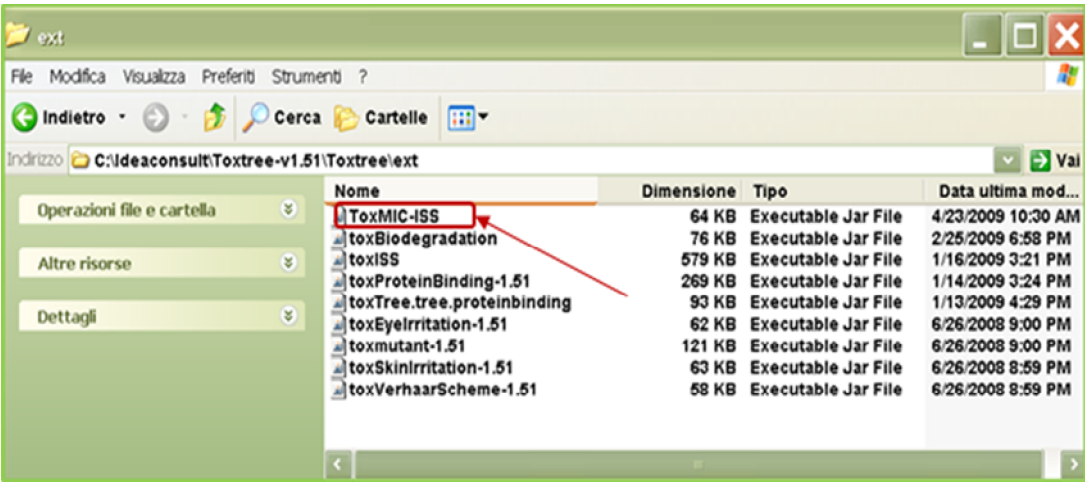 ext
File Modifica Visualizza Preferiti Strumenti ?
Indietro Cerca Cartelle
Indirizzo C:\Ideaconsult\Toxtree-v1.51\Toxtree\ext Vai
Operazioni file e cartella
Altre risorse
Dettagli
Nome Dimensione Tipo Data ultima mod...
ToxMIC-ISS 64 KB Executable Jar File 4/23/2009 10:30 AM
toxBiodegradation 76 KB Executable Jar File 2/25/2009 6:58 PM
toxISS 579 KB Executable Jar File 1/16/2009 3:21 PM
toxProteinBinding-1.51 269 KB Executable Jar File 1/14/2009 3:24 PM
toxTree.tree.proteinbinding 93 KB Executable Jar File 1/13/2009 4:29 PM
toxEyeIrritation-1.51 62 KB Executable Jar File 6/26/2008 9:00 PM
toxmutant-1.51 121 KB Executable Jar File 6/26/2008 9:00 PM
toxSkinIrritation-1.51 63 KB Executable Jar File 6/26/2008 8:59 PM
toxVerhaarScheme-1.51 58 KB Executable Jar File 6/26/2008 8:59 PM